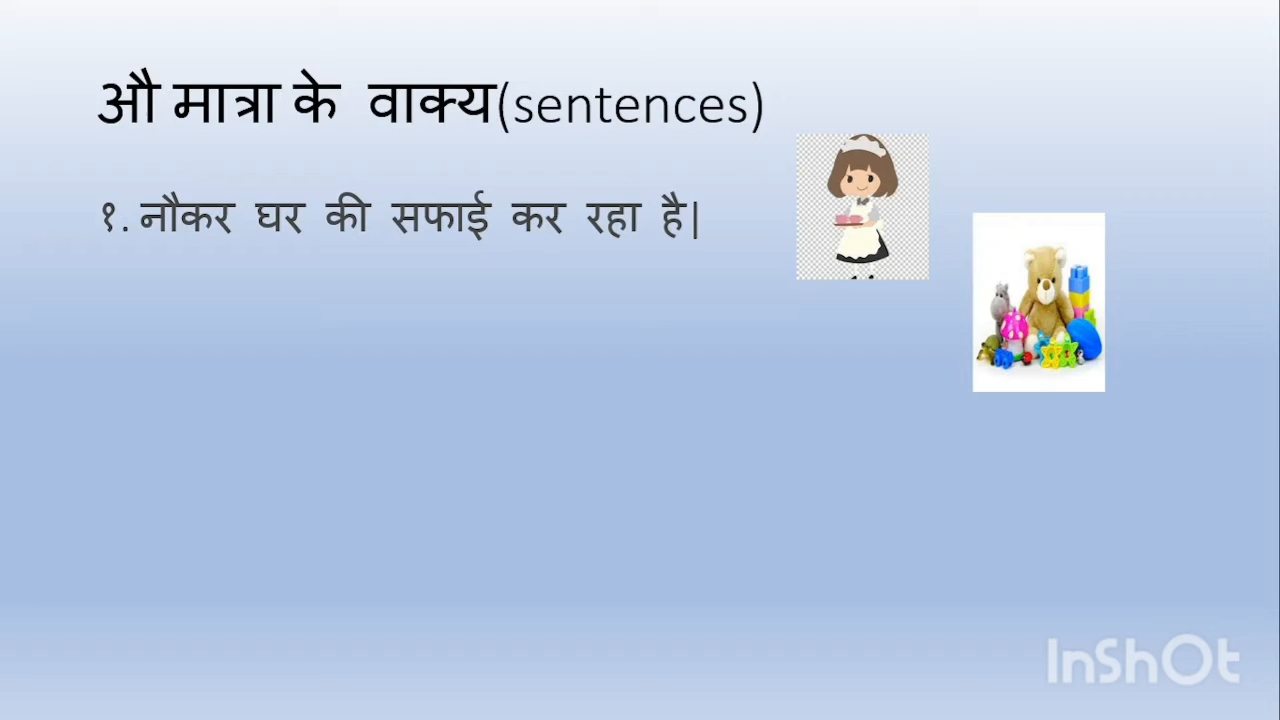 औ मात्रा के वाक्य(sentences)
१. नौकर घर की सफाई कर रहा है|
InShOt